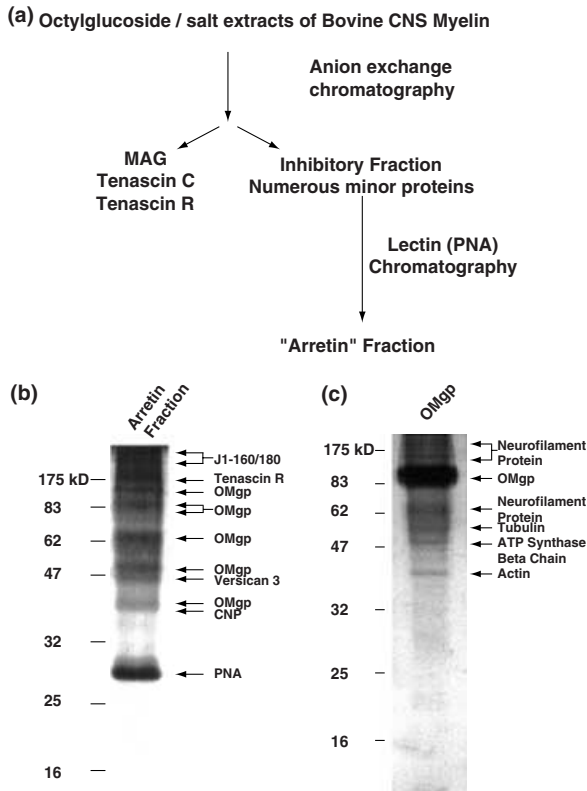 (a) Octylglucoside / salt extracts of Bovine CNS Myelin
Anion exchange
chromatography
MAG
Tenascin C
Tenascin R
Inhibitory Fraction
Numerous minor proteins
Lectin (PNA)
Chromatography
"Arretin" Fraction
(b)
Arretin
Fraction
175 kD
83
62
47
32
25
16
J1-160/180
Tenascin R
OMgp
OMgp
OMgp
OMgp
Versican 3
OMgp
CNP
PNA
(c)
OMgp
175 kD
83
62
47
32
25
16
Neurofilament
Protein
OMgp
Neurofilament
Protein
Tubulin
ATP Synthase
Beta Chain
Actin